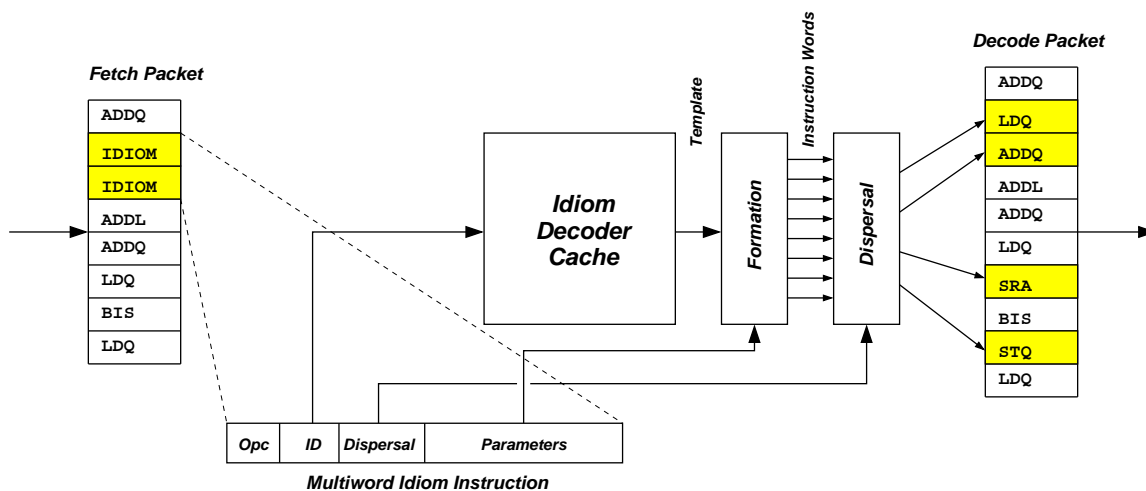 Fetch Packet
ADDQ
IDIOM
IDIOM
ADDL
ADDQ
LDQ
BIS
LDQ
Idiom
Decoder
Cache
Template
Formation
Instruction Words
Dispersal
Decode Packet
ADDQ
LDQ
ADDQ
ADDL
ADDQ
LDQ
SRA
BIS
STQ
LDQ
Opc ID Dispersal Parameters
Multiword Idiom Instruction